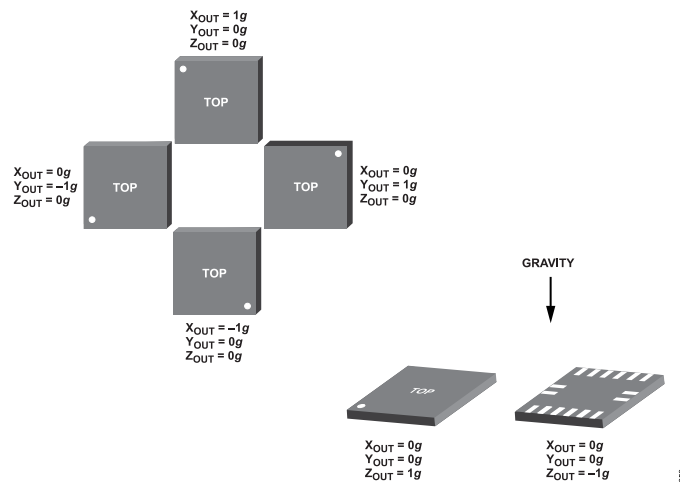 XOUT = 1g
YOUT = 0g
ZOUT = 0g
TOP
XOUT = 0g
YOUT = –1g
ZOUT = 0g
TOP
TOP
XOUT = 0g
YOUT = 1g
ZOUT = 0g
TOP
XOUT = –1g
YOUT = 0g
ZOUT = 0g
GRAVITY
TOP
XOUT = 0g
YOUT = 0g
ZOUT = 1g
XOUT = 0g
YOUT = 0g
ZOUT = –1g